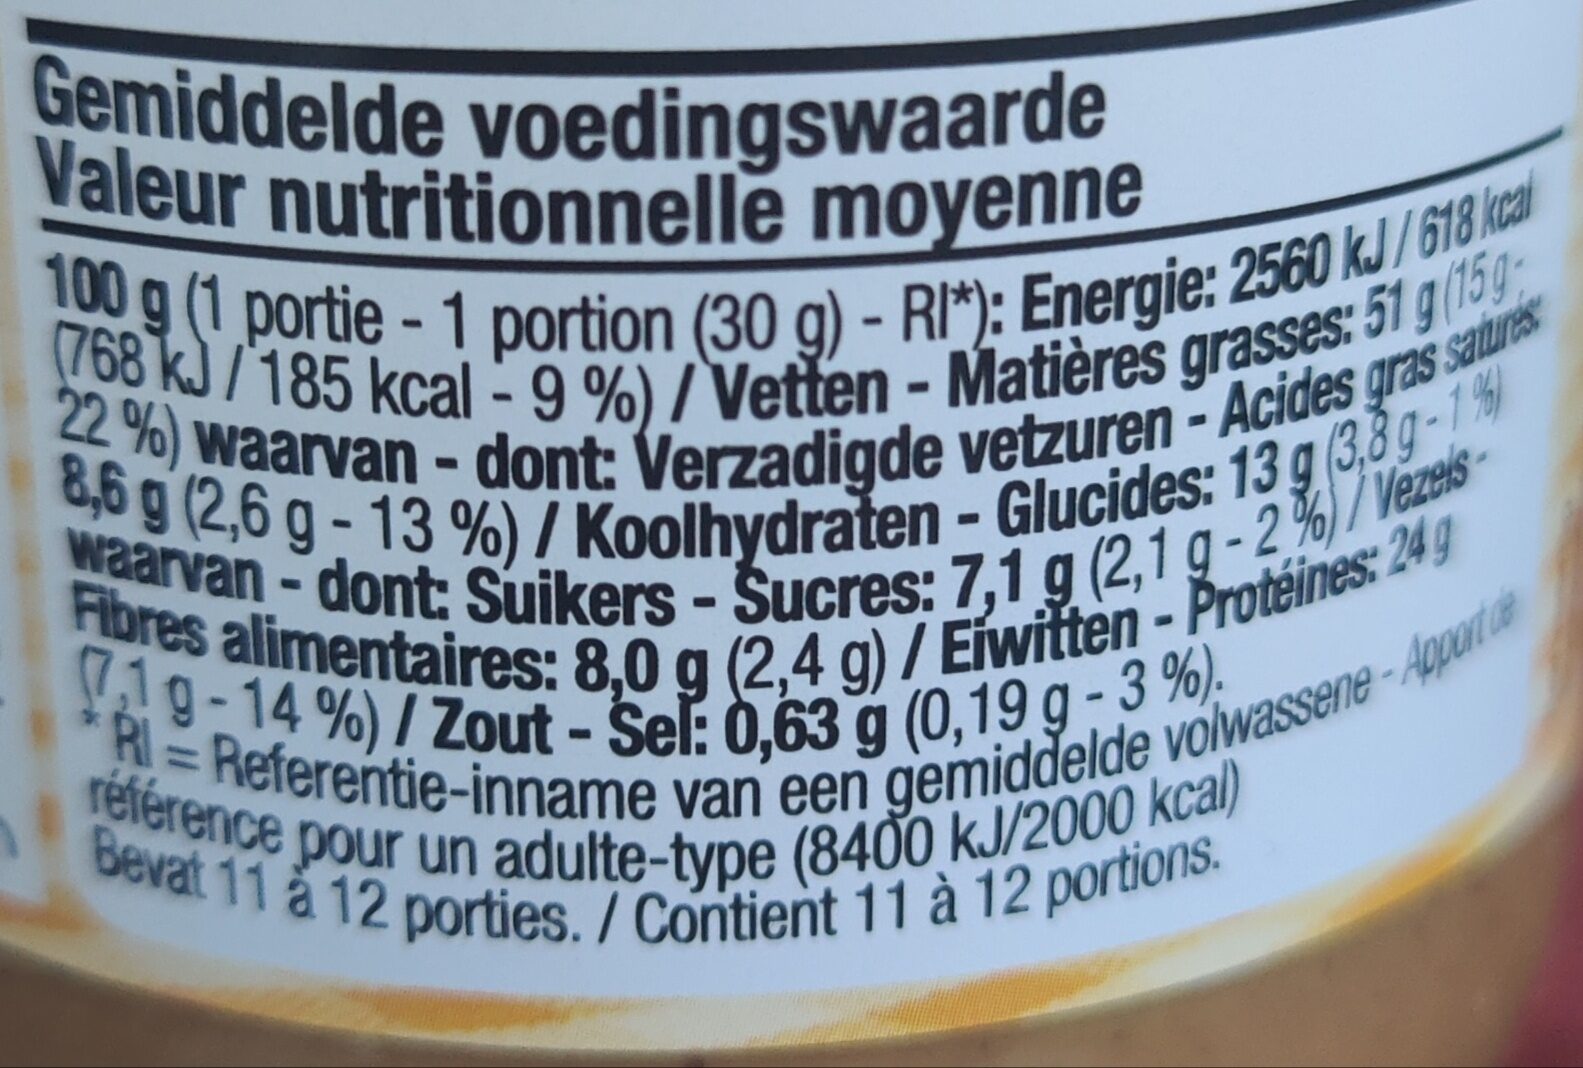 Gemiddelde voedingswaarde
Valeur nutritionnelle moyenne
100 g (1 portie - 1 portion (30 g) - RI*): Energie: 2560 kJ / 618 kcal
(768 kJ / 185 kcal - 9 %) / Vetten - Matières grasses: 51 g (15 g -
22 %) waarvan - dont: Verzadigde vetzuren - Acides gras saturés:
8,6 g (2,6 g - 13 %) / Koolhydraten - Glucides: 13 g (3,8 g - 1 %)
waarvan - dont: Suikers - Sucres: 7,1 g (2,1 g - 2 %) / Vezels -
Fibres alimentaires: 8,0 g (2,4 g) / Eiwitten - Protéines: 24 g
(7,1 g - 14 %) / Zout - Sel: 0,63 g (0,19 g - 3 %).
* RI = Referentie-inname van een gemiddelde volwassene - Apport de
référence pour un adulte-type (8400 kJ/2000 kcal)
Bevat 11 à 12 porties. / Contient 11 à 12 portions.